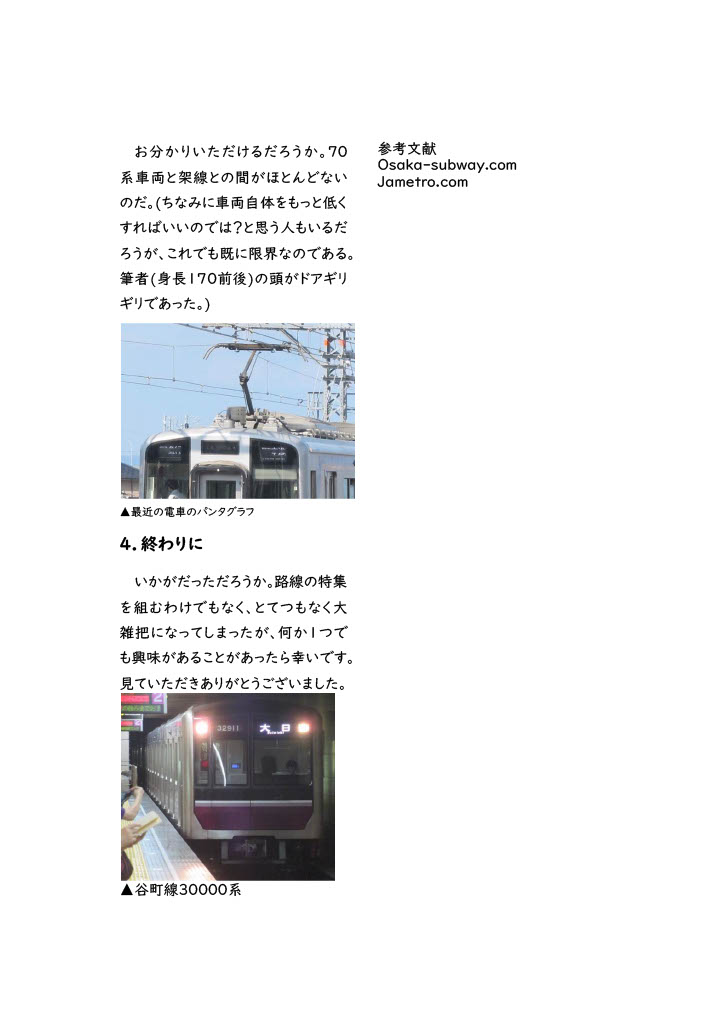 お分かりいただけるだろうか。70
系車両と架線との間がほとんどない
のだ。(ちなみに車両自体をもっと低く
すればいいのでは？と思う人もいるだ
ろうが、これでも既に限界なのである。
筆者(身長170前後)の頭がドアギリ
ギリであった。)
▲最近の電車のパンタグラフ
4．終わりに
いかがだっただろうか。路線の特集
を組むわけでもなく、とてつもなく大
雑把になってしまったが、何か1つで
も興味があることがあったら幸いです。
見ていただきありがとうございました。
2
32911
大日
▲谷町線30000系
参考文献
Osaka-subway.com
Jametro.com